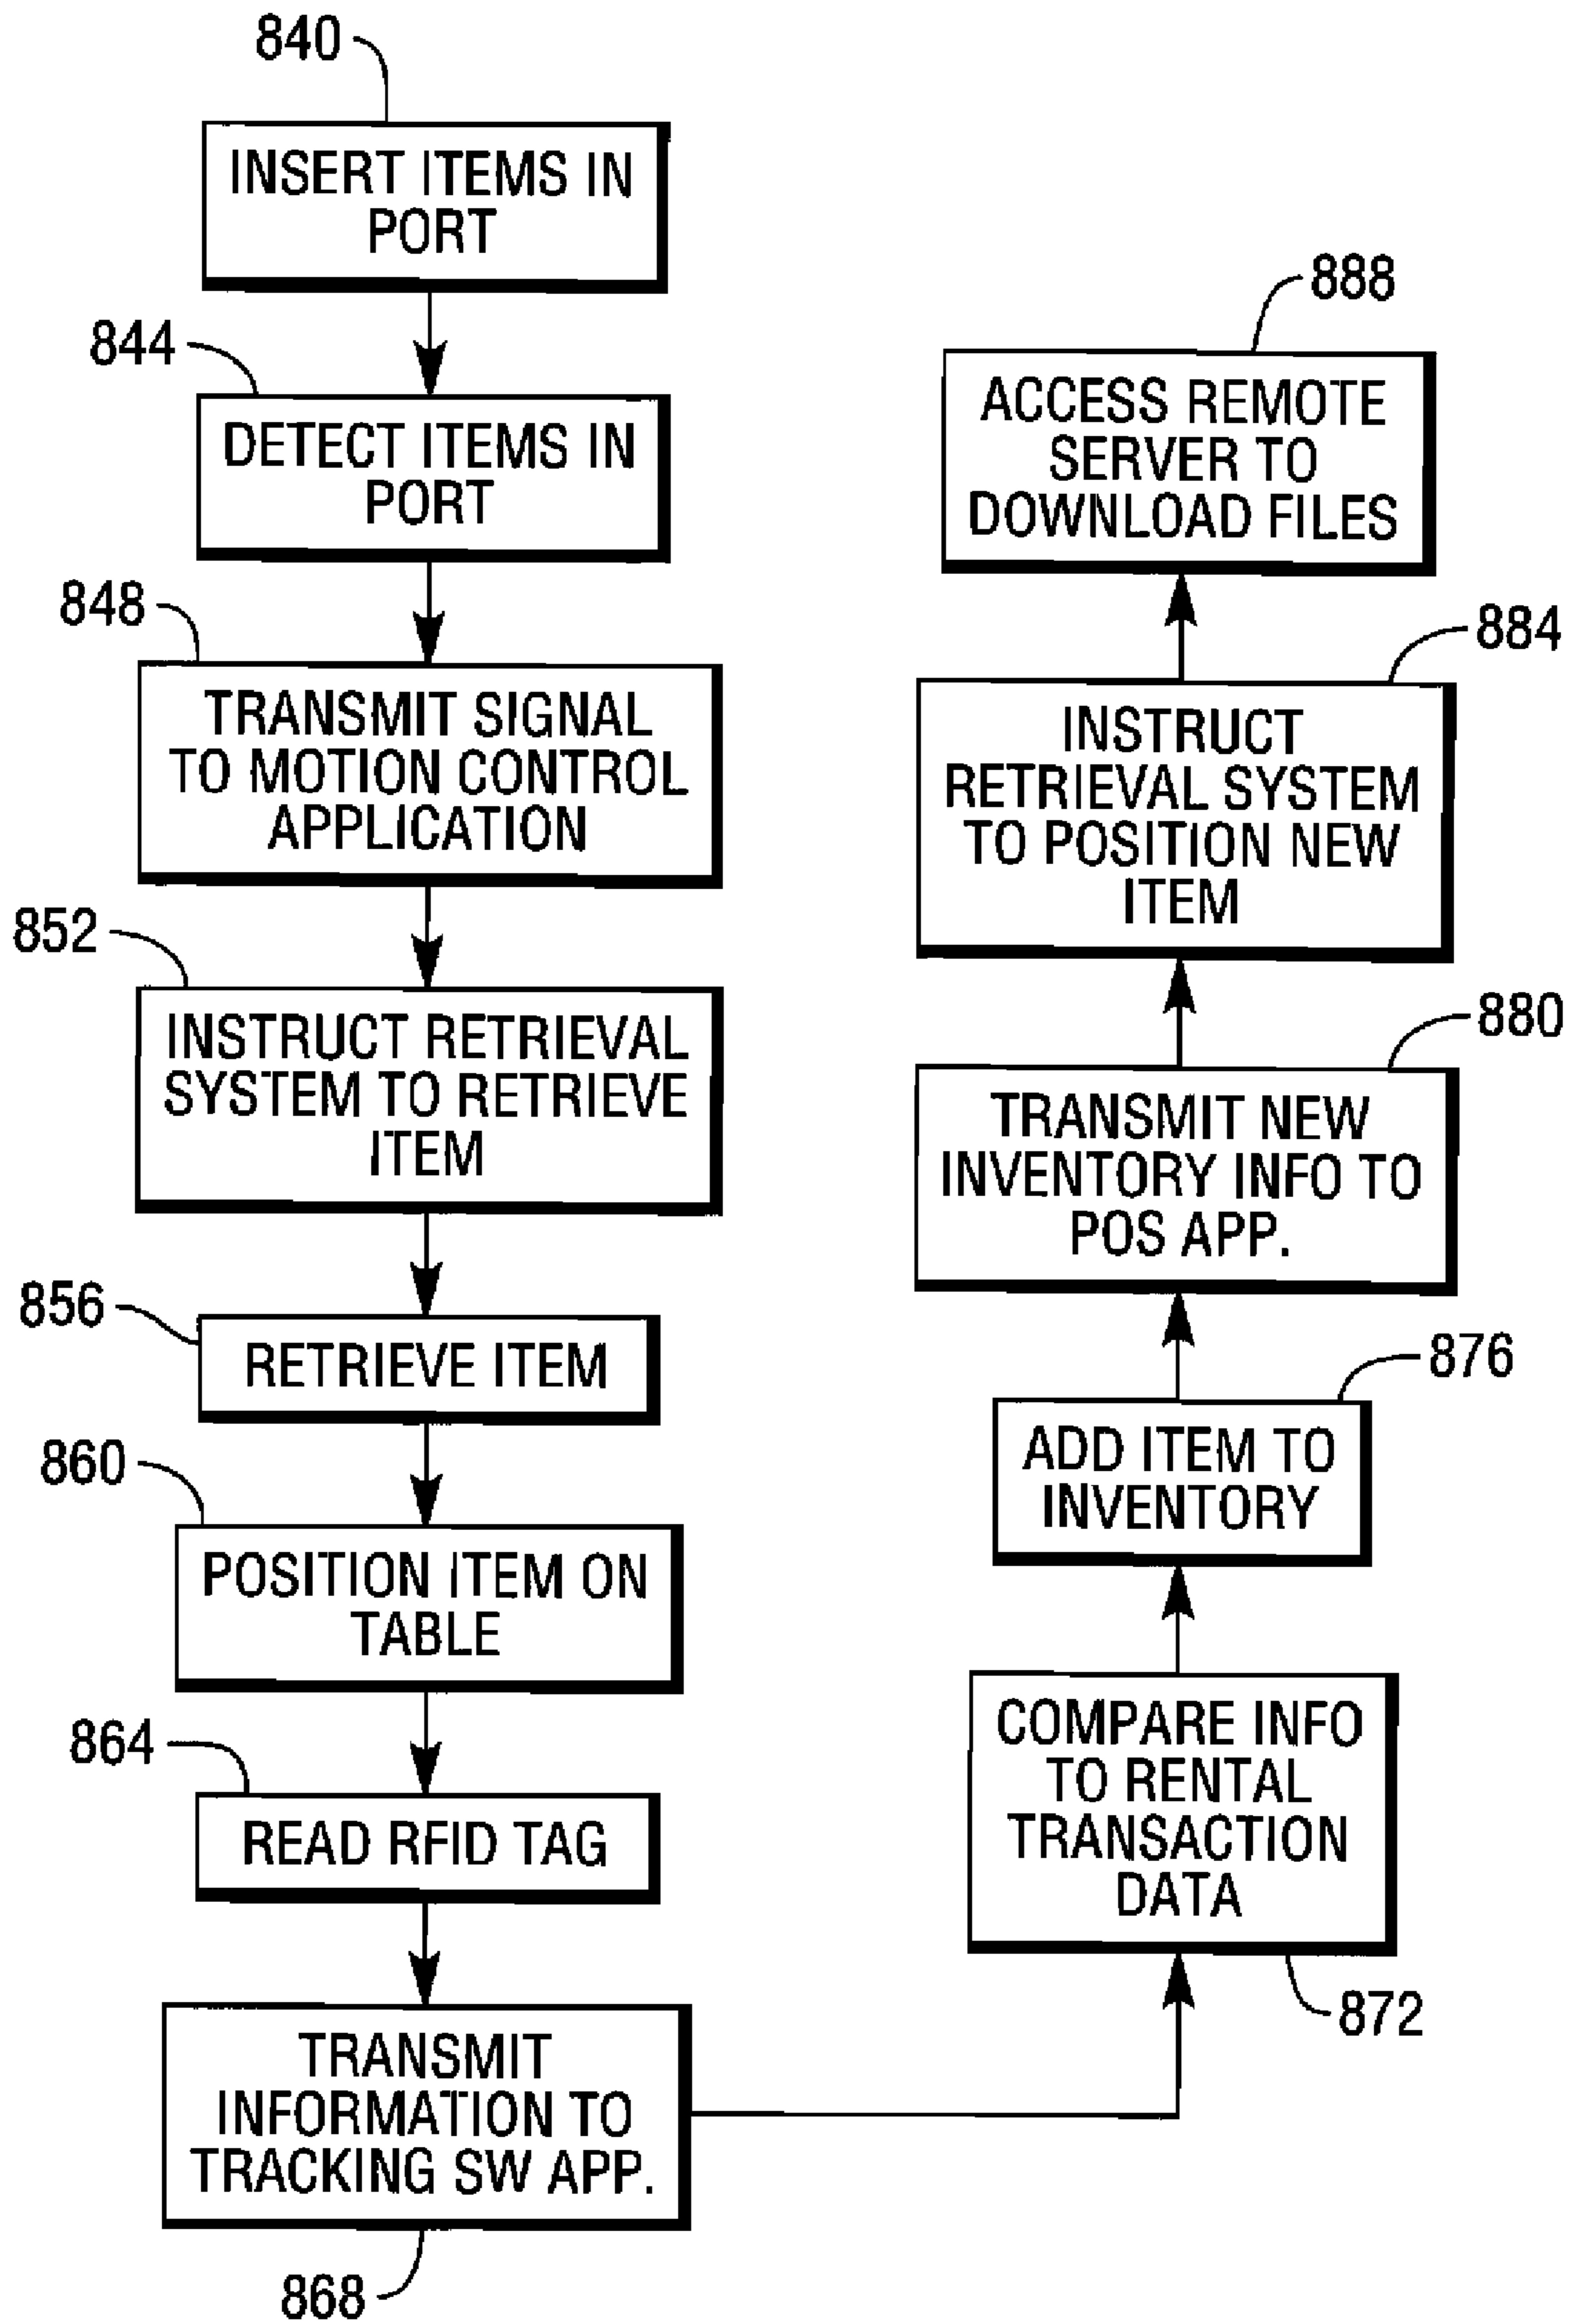 840
INSERT ITEMS IN
PORT
844
DETECT ITEMS IN
PORT
848
TRANSMIT SIGNAL
TO MOTION CONTROL
APPLICATION
852
INSTRUCT RETRIEVAL
SYSTEM TO RETRIEVE
ITEM
856
RETRIEVE ITEM
860
POSITION ITEM ON
TABLE
864
READ RFID TAG
TRANSMIT
INFORMATION TO
TRACKING SW APP.
868
COMPARE INFO
TO RENTAL
TRANSACTION
DATA
872
876
ADD ITEM TO
INVENTORY
880
TRANSMIT NEW
INVENTORY INFO TO
POS APP.
884
INSTRUCT
RETRIEVAL SYSTEM
TO POSITION NEW
ITEM
888
ACCESS REMOTE
SERVER TO
DOWNLOAD FILES